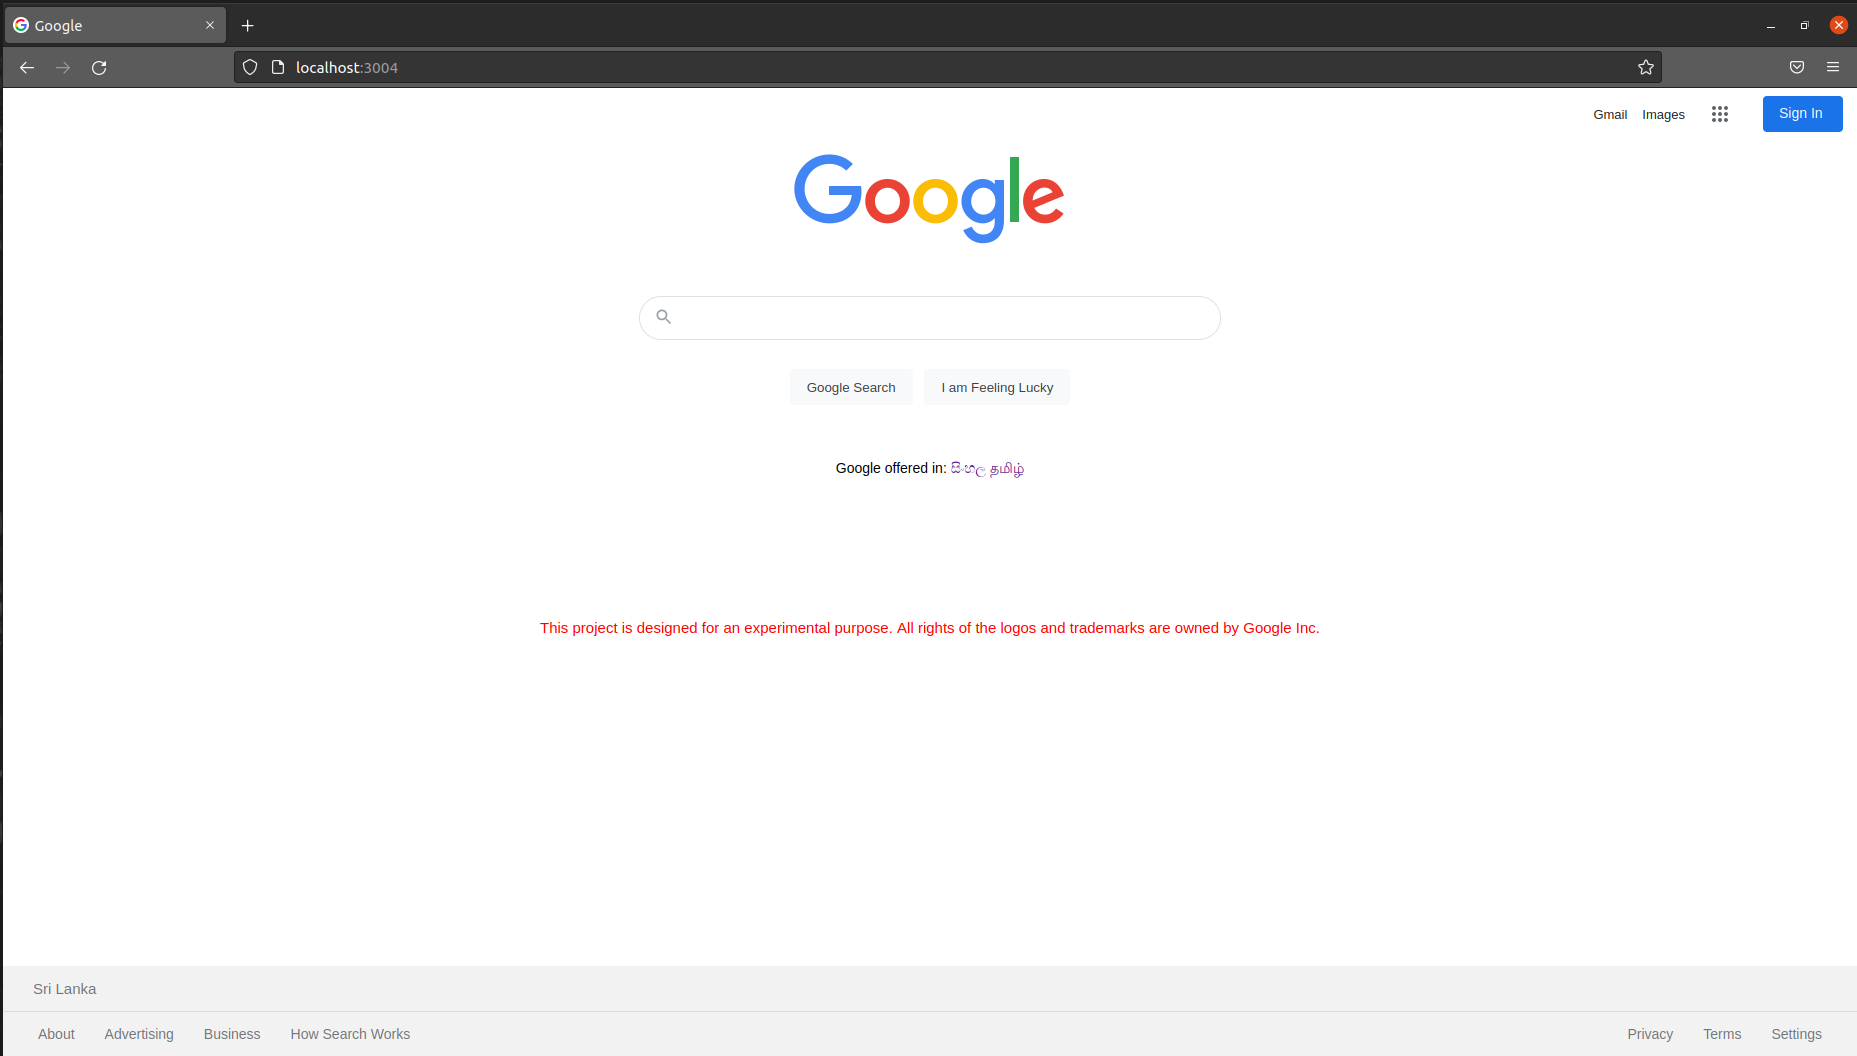 Google
localhost:3004
Gmail Images Sign In
Google
Google Search I am Feeling Lucky
Google offered in: සිංහල தமிழ்
This project is designed for an experimental purpose. All rights of the logos and trademarks are owned by Google Inc.
Sri Lanka
About Advertising Business How Search Works Privacy Terms Settings